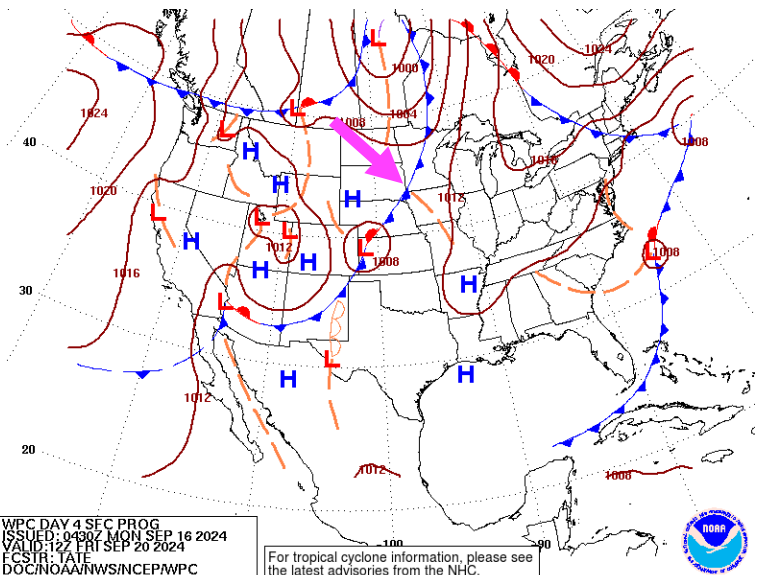 L
1024
1020
1000
1024
L
1008
1004
L
1008
40
H
1016
H
1012
H
1020
L
L
L
1012
L
1008
L
1008
H
1016
H
H
H
30
L
L
H
H
1012
20
1012
1008
WPC DAY 4 SFC PROG
ISSUED: 0430Z MON SEP 16 2024
VALID:12Z FRI SEP 20 2024
FCSTR: TATE
DOC/NOAA/NWS/NCEP/WPC
-100
90
For tropical cyclone information, please see
the latest advisories from the NHC.
NOAA